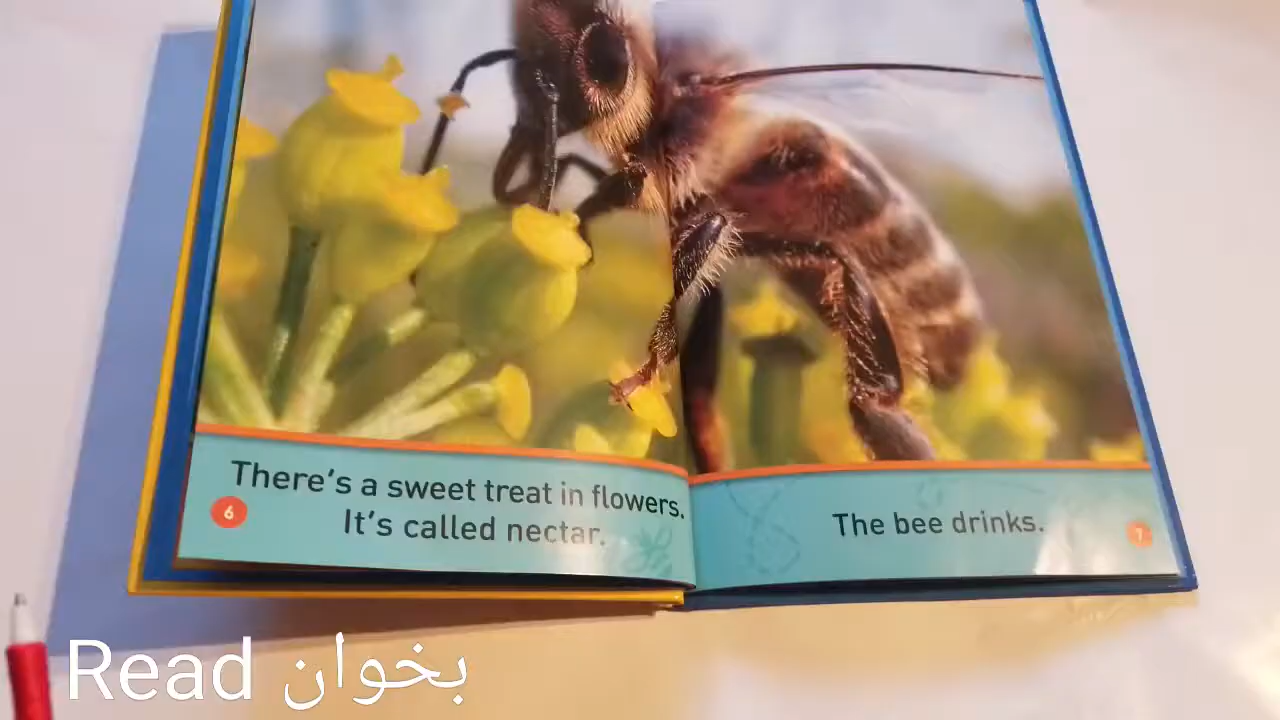 There's a sweet treat in flowers.
It's called nectar.
6
The bee drinks.
7
Read بخوان